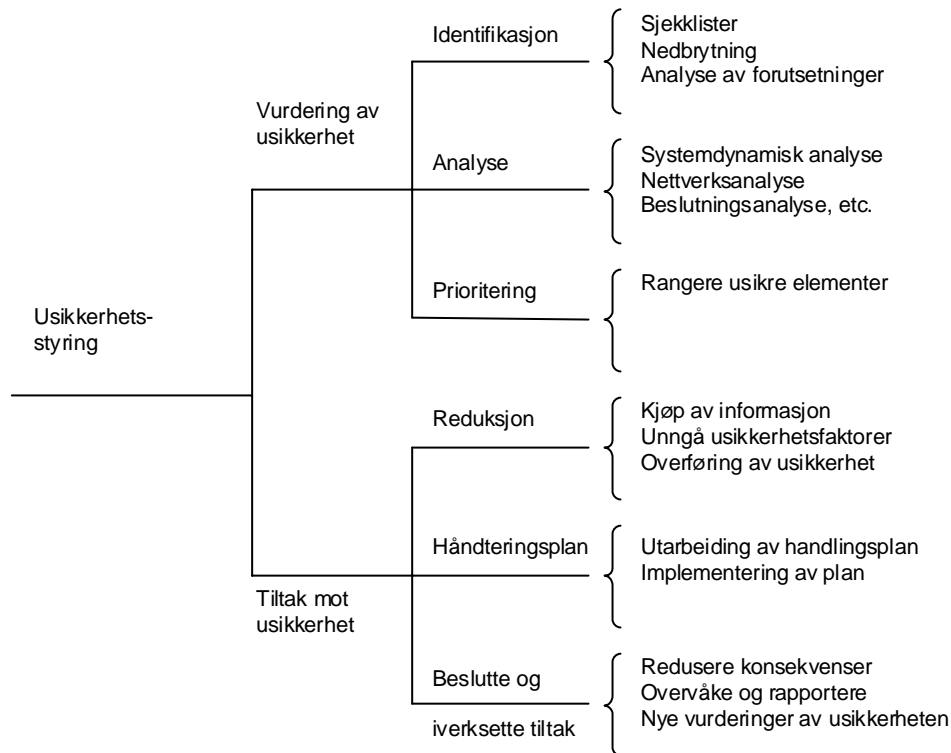 Usikkerhets-
styring
Vurdering av
usikkerhet
Identifikasjon
Sjekklister
Nedbrytning
Analyse av forutsetninger
Analyse
Systemdynamisk analyse
Nettverksanalyse
Beslutningsanalyse, etc.
Prioritering
Rangere usikre elementer
Tiltak mot
usikkerhet
Reduksjon
Kjøp av informasjon
Unngå usikkerhetsfaktorer
Overføring av usikkerhet
Håndteringsplan
Utarbeiding av handlingsplan
Implementering av plan
Beslutte og
iverksette tiltak
Redusere konsekvenser
Overvåke og rapportere
Nye vurderinger av usikkerheten